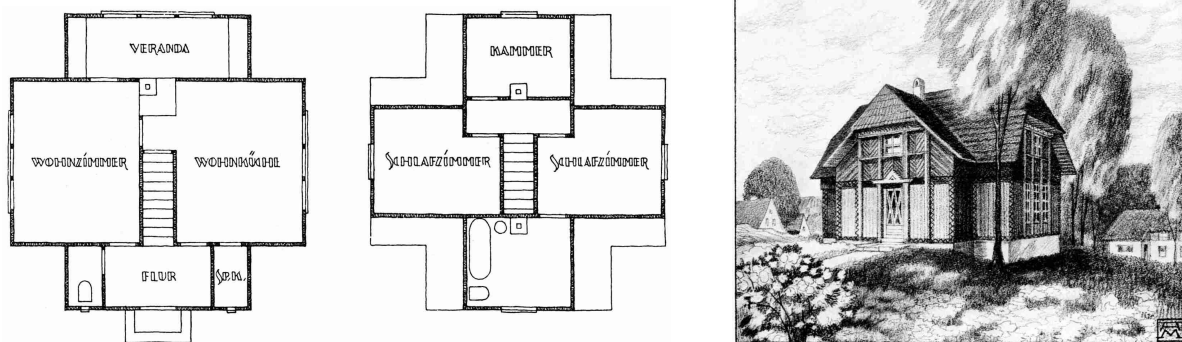 VERANDA
WOHNZIMMER
WOHNKÜCHE
FLUR
SP.K.
KAMMER
SCHLAFZIMMER
SCHLAFZIMMER